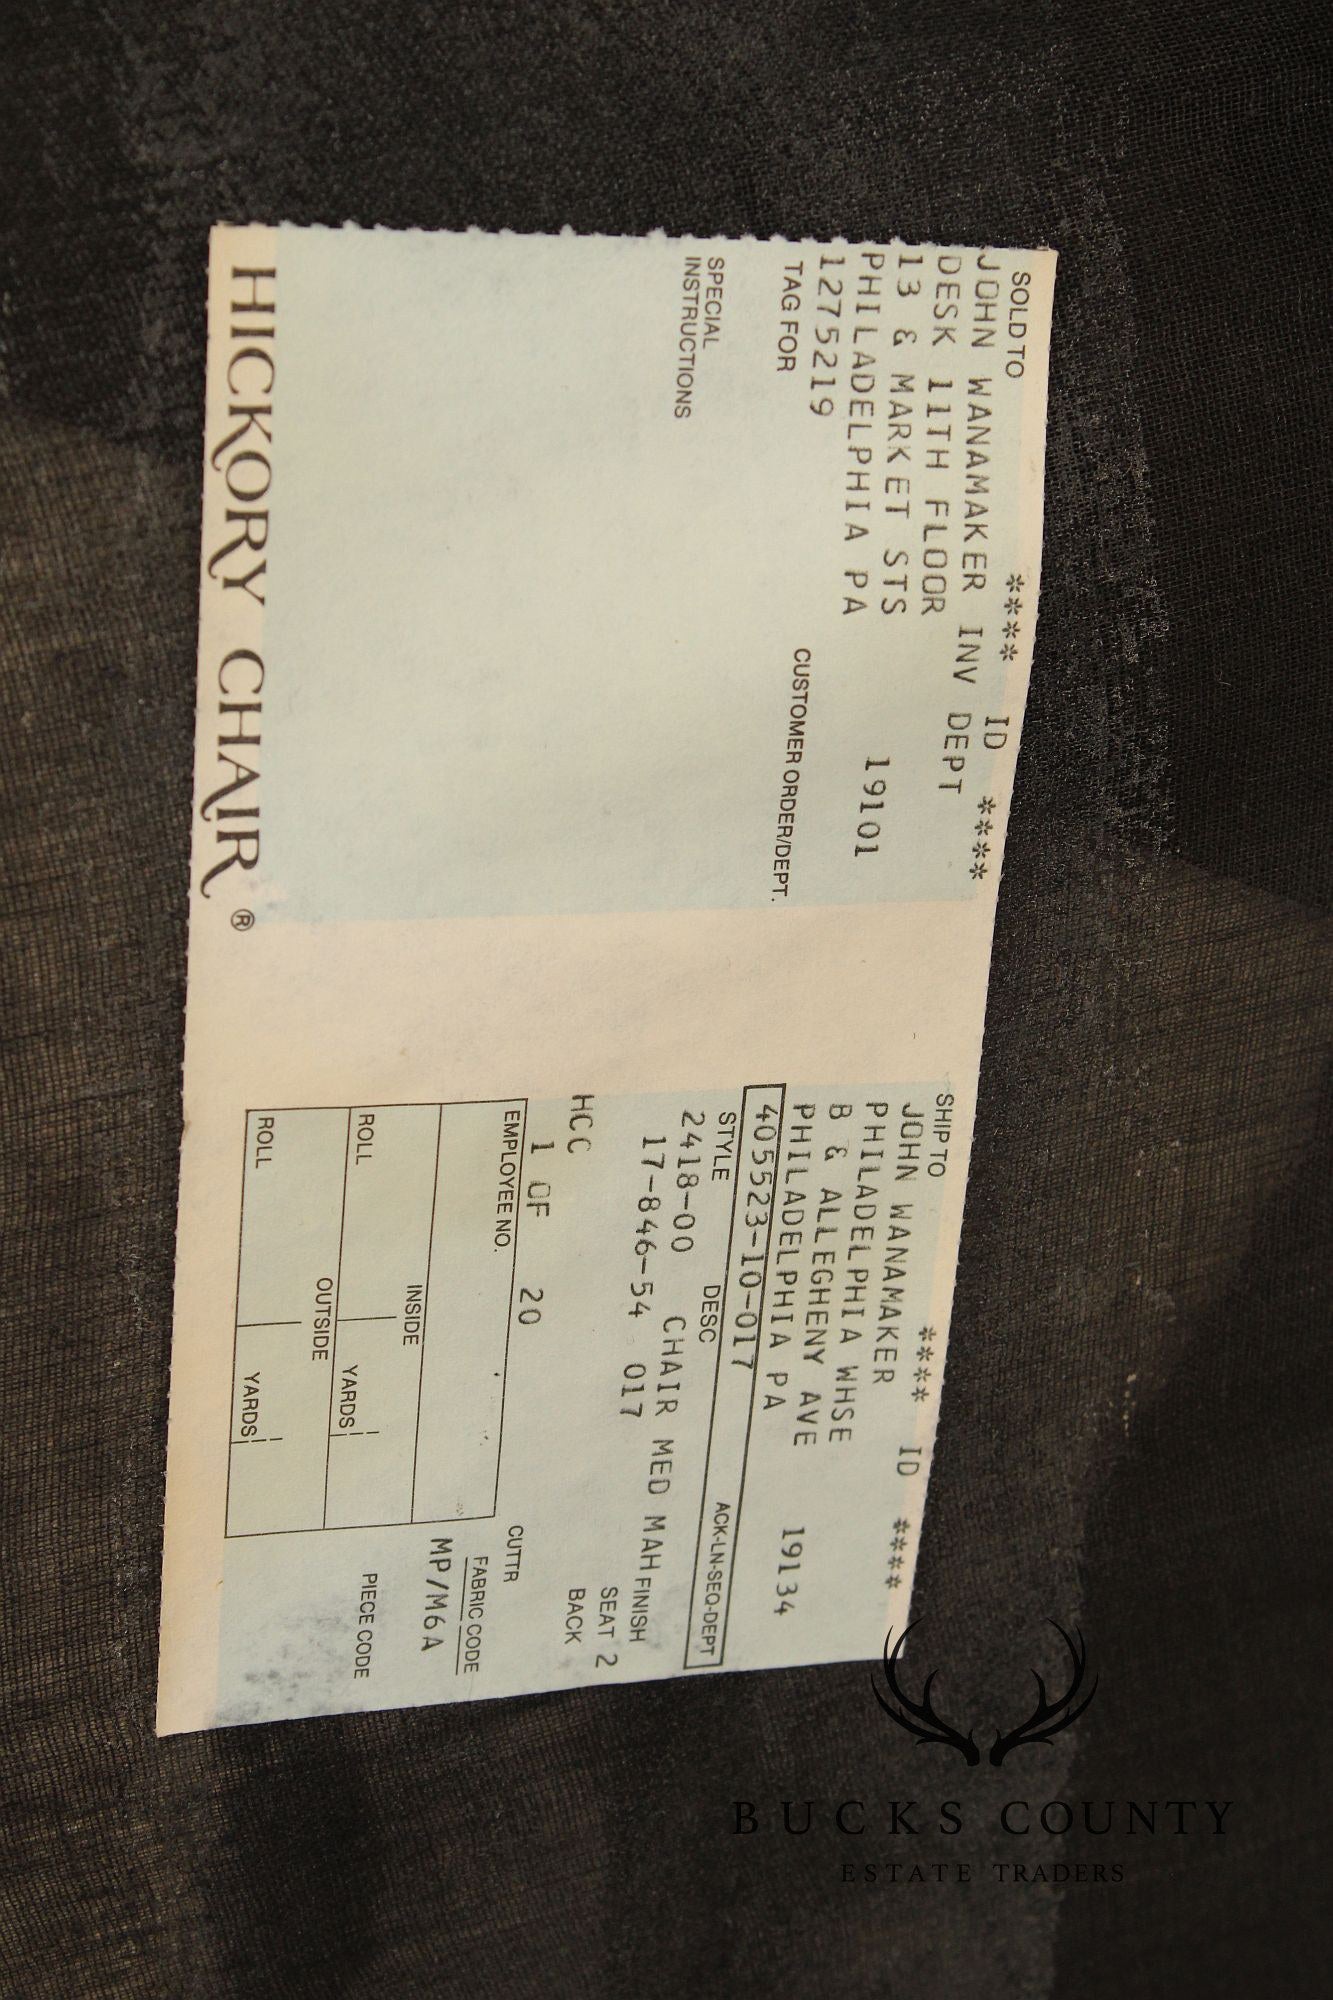 SOLD TO
**** ID ****
JOHN WANAMAKER INV DEPT
DESK 11TH FLOOR
13 & MARKET STS
PHILADELPHIA PA 19101
1275219
TAG FOR
CUSTOMER ORDER/DEPT.
SPECIAL
INSTRUCTIONS
HICKORY CHAIR ®
SHIP TO
**** ID ****
JOHN WANAMAKER
PHILADELPHIA WHSE
B & ALLEGHENY AVE
PHILADELPHIA PA 19134
405523-10-017 ACK-LN-SEQ-DEPT
STYLE DESC
2418-00 CHAIR MED MAH FINISH
17-846-54 017 SEAT 2
BACK
HCC
1 OF 20
EMPLOYEE NO. CUTTR
INSIDE FABRIC CODE
MP/M6A
ROLL YARDS
OUTSIDE PIECE CODE
ROLL YARDS
BUCKS COUNTY
ESTATE TRADERS